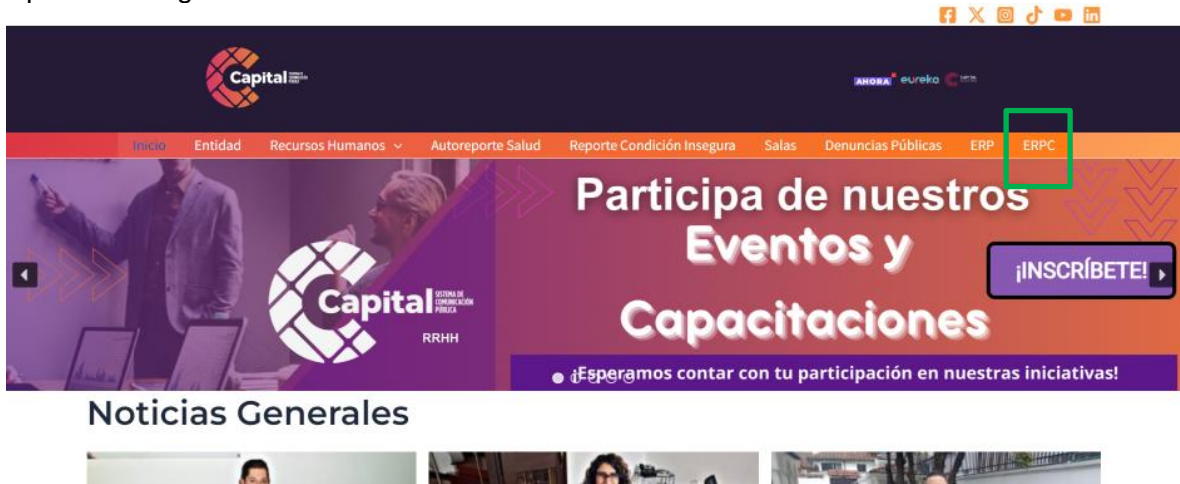 Capital
AHORA eureka
Inicio Entidad Recursos Humanos Autoreporte Salud Reporte Condición Insegura Salas Denuncias Públicas ERP ERPC
Participa de nuestros
Eventos y
¡INSCRÍBETE!
Capacitaciones
Capital SISTEMA DE COMUNICACIÓN PÚBLICA
RRHH
¡Esperamos contar con tu participación en nuestras iniciativas!
Noticias Generales